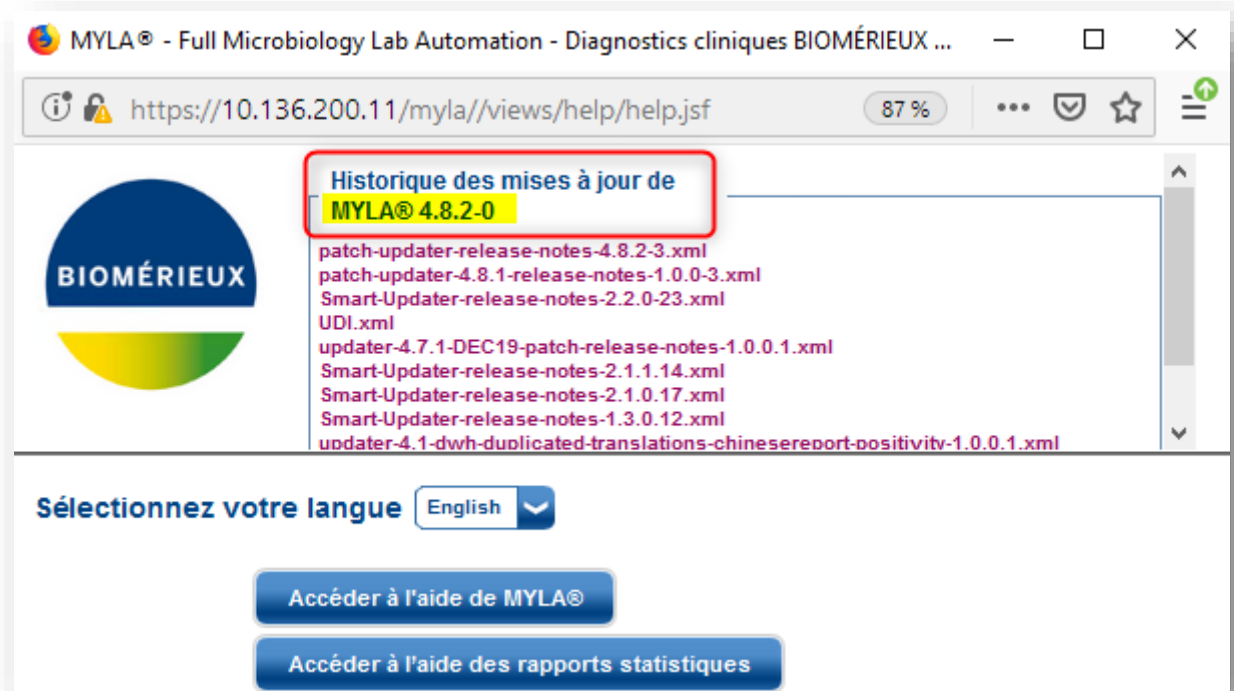 MYLA® - Full Microbiology Lab Automation - Diagnostics cliniques BIOMÉRIEUX ...
https://10.136.200.11/myla//views/help/help.jsf
87 %
BIOMÉRIEUX
Historique des mises à jour de
MYLA® 4.8.2-0
patch-updater-release-notes-4.8.2-3.xml
patch-updater-4.8.1-release-notes-1.0.0-3.xml
Smart-Updater-release-notes-2.2.0-23.xml
UDI.xml
updater-4.7.1-DEC19-patch-release-notes-1.0.0.1.xml
Smart-Updater-release-notes-2.1.1.14.xml
Smart-Updater-release-notes-2.1.0.17.xml
Smart-Updater-release-notes-1.3.0.12.xml
updater-4.1-dwh-duplicated-translations-chinesereport-positivity-1.0.0.1.xml
Sélectionnez votre langue English
Accéder à l'aide de MYLA®
Accéder à l'aide des rapports statistiques